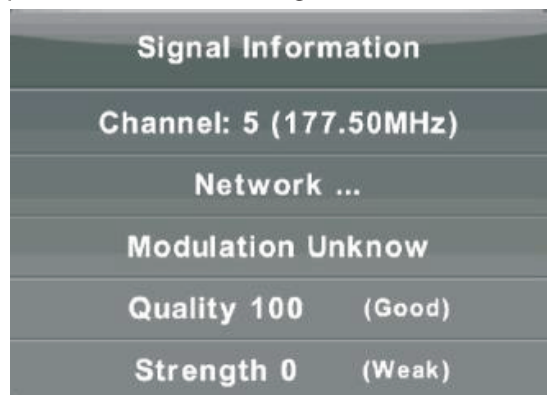 Signal Information
Channel: 5 (177.50MHz)
Network ...
Modulation Unknow
Quality 100 (Good)
Strength 0 (Weak)